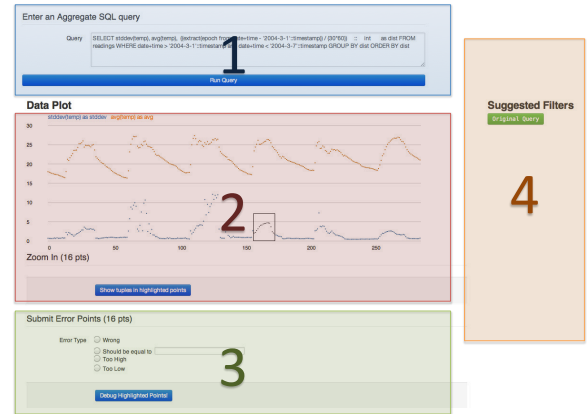 Enter an Aggregate SQL query
Query
SELECT stddev(temp), avg(temp), ((extract(epoch from date+time - '2004-3-1'::timestamp)) / (30*60)) :: int as dist FROM
readings WHERE date+time > '2004-3-1'::timestamp and date+time < '2004-3-7'::timestamp GROUP BY dist ORDER BY dist
1
Run Query
Data Plot
stddev(temp) as stddev avg(temp) as avg
30
25
20
15
10
5
0
0 50 100 150 200 250
2
Zoom In (16 pts)
Show tuples in highlighted points
Submit Error Points (16 pts)
Error Type
Wrong
Should be equal to
Too High
Too Low
3
Debug Highlighted Points!
Suggested Filters
Original Query
4